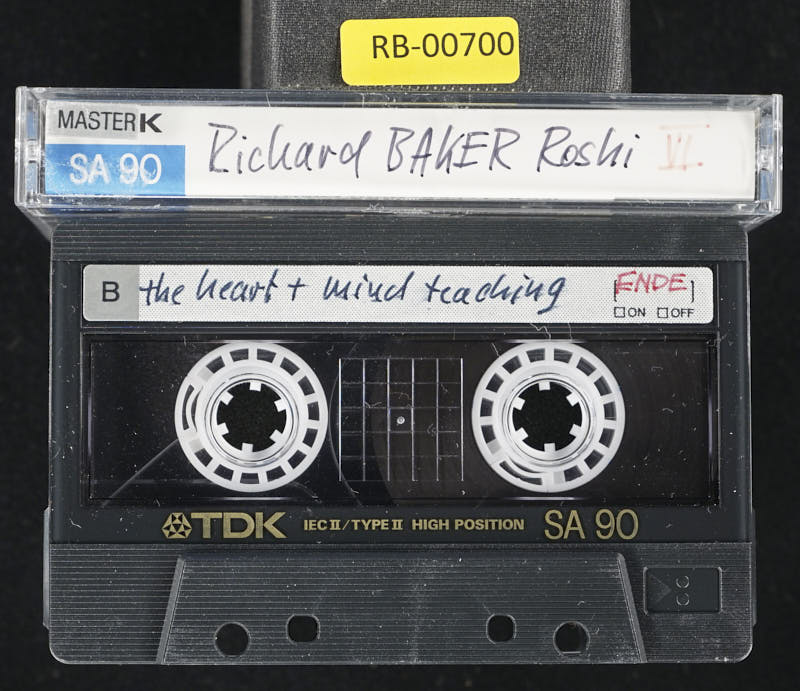 RB-00700
MASTER K
SA 90
Richard BAKER Roshi VI.
B the heart + mind teaching [ENDE]
ON OFF
TDK IEC II/TYPE II HIGH POSITION SA 90